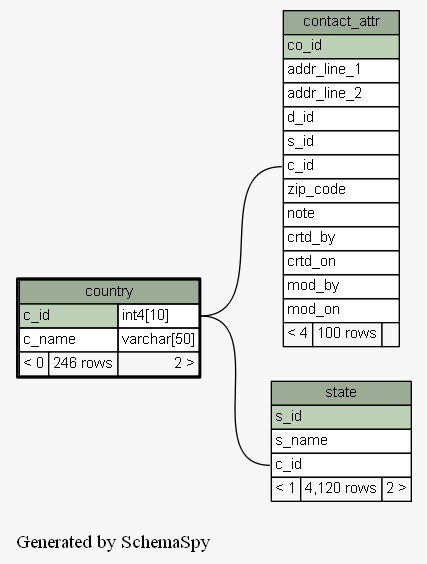 contact_attr
co_id
addr_line_1
addr_line_2
d_id
s_id
c_id
zip_code
note
crtd_by
crtd_on
mod_by
mod_on
< 4 100 rows
country
c_id int4[10]
c_name varchar[50]
< 0 246 rows 2 >
state
s_id
s_name
c_id
< 1 4,120 rows 2 >
Generated by SchemaSpy